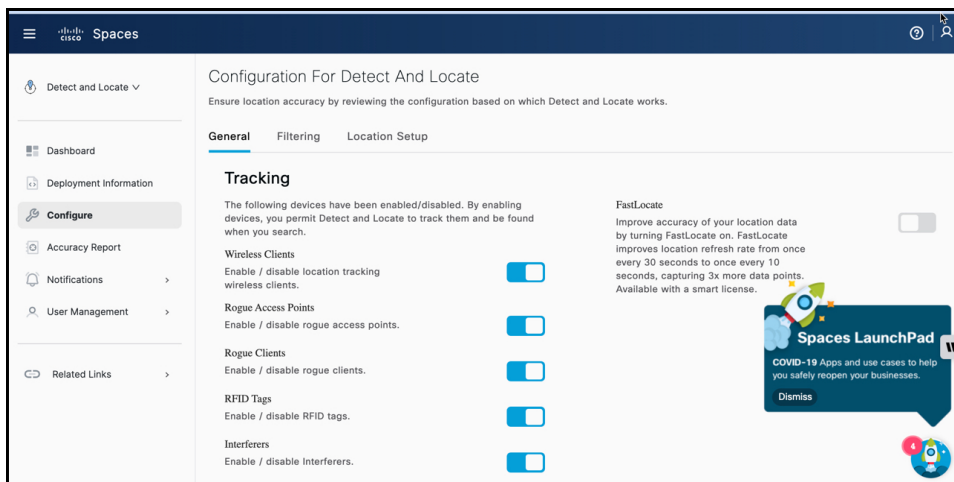 cisco Spaces
Detect and Locate
Dashboard
Deployment Information
Configure
Accuracy Report
Notifications
User Management
Related Links
Configuration For Detect And Locate
Ensure location accuracy by reviewing the configuration based on which Detect and Locate works.
General Filtering Location Setup
Tracking
The following devices have been enabled/disabled. By enabling
devices, you permit Detect and Locate to track them and be found
when you search.
Wireless Clients
Enable / disable location tracking
wireless clients.
Rogue Access Points
Enable / disable rogue access points.
Rogue Clients
Enable / disable rogue clients.
RFID Tags
Enable / disable RFID tags.
Interferers
Enable / disable Interferers.
FastLocate
Improve accuracy of your location data
by turning FastLocate on. FastLocate
improves location refresh rate from once
every 30 seconds to once every 10
seconds, capturing 3x more data points.
Available with a smart license.
Spaces LaunchPad
COVID-19 Apps and use cases to help
you safely reopen your businesses.
Dismiss
4